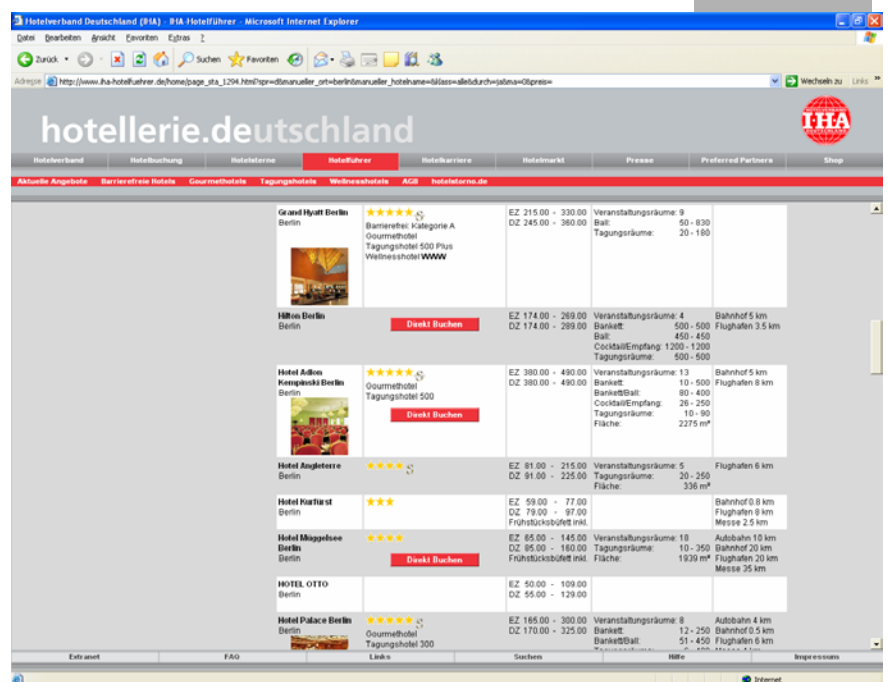 Hotelverband Deutschland (IHA) - IHA-Hotelführer - Microsoft Internet Explorer
Datei Bearbeiten Ansicht Favoriten Extras ?
Zurück Suchen Favoriten
Adresse http://www.iha-hotelfuehrer.de/home/page_sta_1294.html?spr=d&manueller_ort=berlin&manueller_hotelname=&klass=alle&durch=ja&ma=0&preis= Wechseln zu Links »
hotellerie.deutschland
IHA
DEUTSCHLAND
Hotelverband Hotelbuchung Hotelsterne Hotelführer Hotelkarriere Hotelmarkt Presse Preferred Partners Shop
Aktuelle Angebote Barrierefreie Hotels Gourmethotels Tagungshotels Wellnesshotels AGB hotelsterne.de
Grand Hyatt Berlin S EZ 215.00 - 330.00 Veranstaltungsräume: 9
Berlin Barrierefrei: Kategorie A DZ 245.00 - 360.00 Ball: 50 - 830
Gourmethotel Tagungsräume: 20 - 180
Tagungshotel 500 Plus
Wellnesshotel WWW
Hilton Berlin EZ 174.00 - 269.00 Veranstaltungsräume: 4 Bahnhof 5 km
Berlin Direkt Buchen DZ 174.00 - 289.00 Bankett: 500 - 500 Flughafen 3.5 km
Ball: 450 - 450
Cocktail/Empfang: 1200 - 1200
Tagungsräume: 500 - 500
Hotel Adlon S EZ 380.00 - 490.00 Veranstaltungsräume: 13 Bahnhof 5 km
Kempinski Berlin Gourmethotel DZ 380.00 - 490.00 Bankett: 10 - 500 Flughafen 8 km
Berlin Tagungshotel 500 Bankett/Ball: 80 - 400
Cocktail/Empfang: 26 - 250
Direkt Buchen Tagungsräume: 10 - 90
Fläche: 2275 m²
Hotel Angleterre S EZ 81.00 - 215.00 Veranstaltungsräume: 5 Flughafen 6 km
Berlin DZ 91.00 - 225.00 Tagungsräume: 20 - 250
Fläche: 336 m²
Hotel Kurfürst EZ 59.00 - 77.00 Bahnhof 0.8 km
Berlin DZ 79.00 - 97.00 Flughafen 8 km
Frühstücksbüfett inkl. Messe 2.5 km
Hotel Müggelsee EZ 65.00 - 145.00 Veranstaltungsräume: 18 Autobahn 10 km
Berlin DZ 85.00 - 160.00 Tagungsräume: 10 - 350 Bahnhof 20 km
Berlin Direkt Buchen Frühstücksbüfett inkl. Fläche: 1939 m² Flughafen 20 km
Messe 35 km
HOTEL OTTO EZ 50.00 - 109.00
Berlin DZ 55.00 - 129.00
Hotel Palace Berlin S EZ 165.00 - 300.00 Veranstaltungsräume: 8 Autobahn 4 km
Berlin Gourmethotel DZ 170.00 - 325.00 Bankett: 12 - 250 Bahnhof 0.5 km
Tagungshotel 300 Bankett/Ball: 51 - 450 Flughafen 6 km
Extranet FAQ Links Suchen Hilfe Impressum
Internet